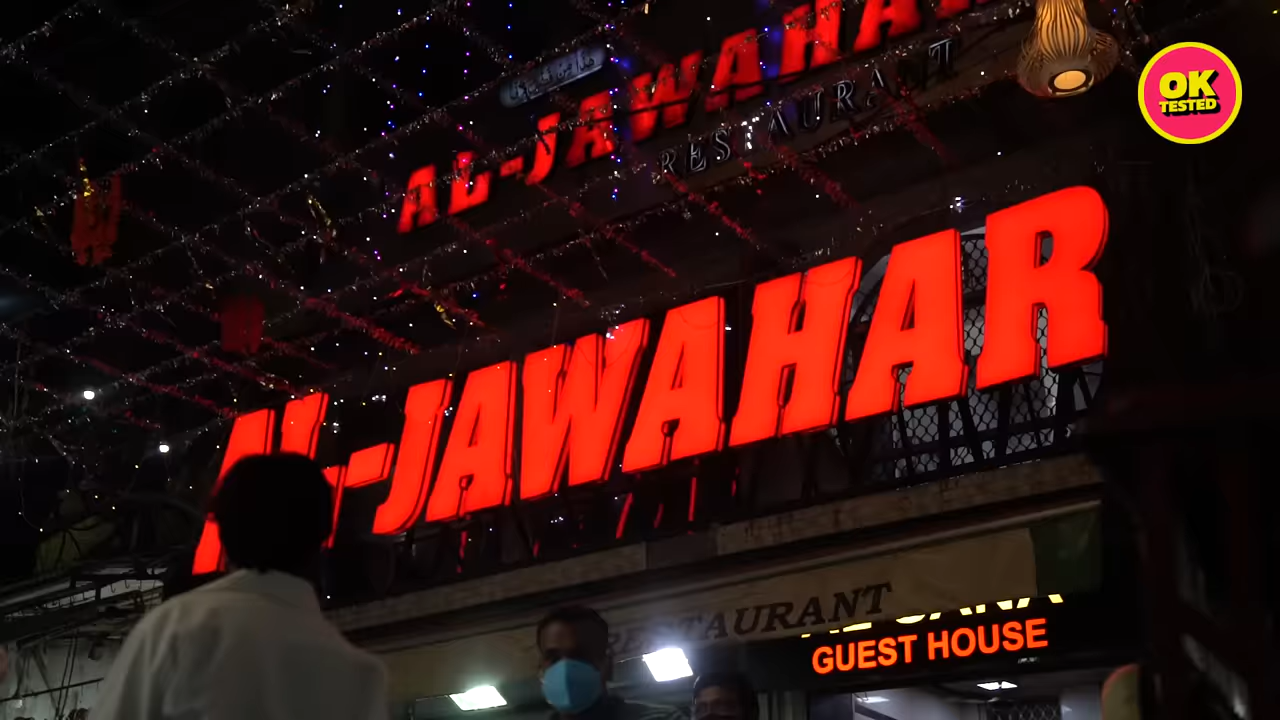 AL-JAWAHAR
RESTAURANT
OK
TESTED
AL-JAWAHAR
RESTAURANT
GUEST HOUSE